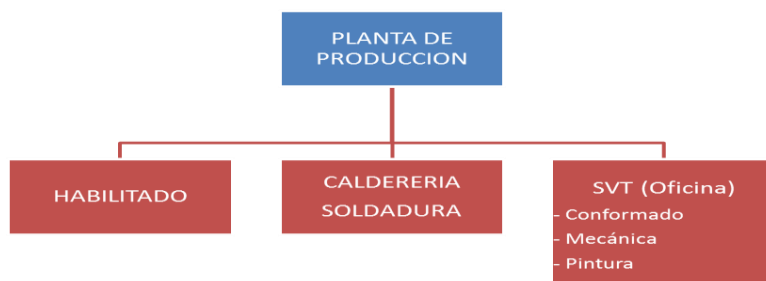 PLANTA DE
PRODUCCION
HABILITADO
CALDERERIA
SOLDADURA
SVT (Oficina)
- Conformado
- Mecánica
- Pintura